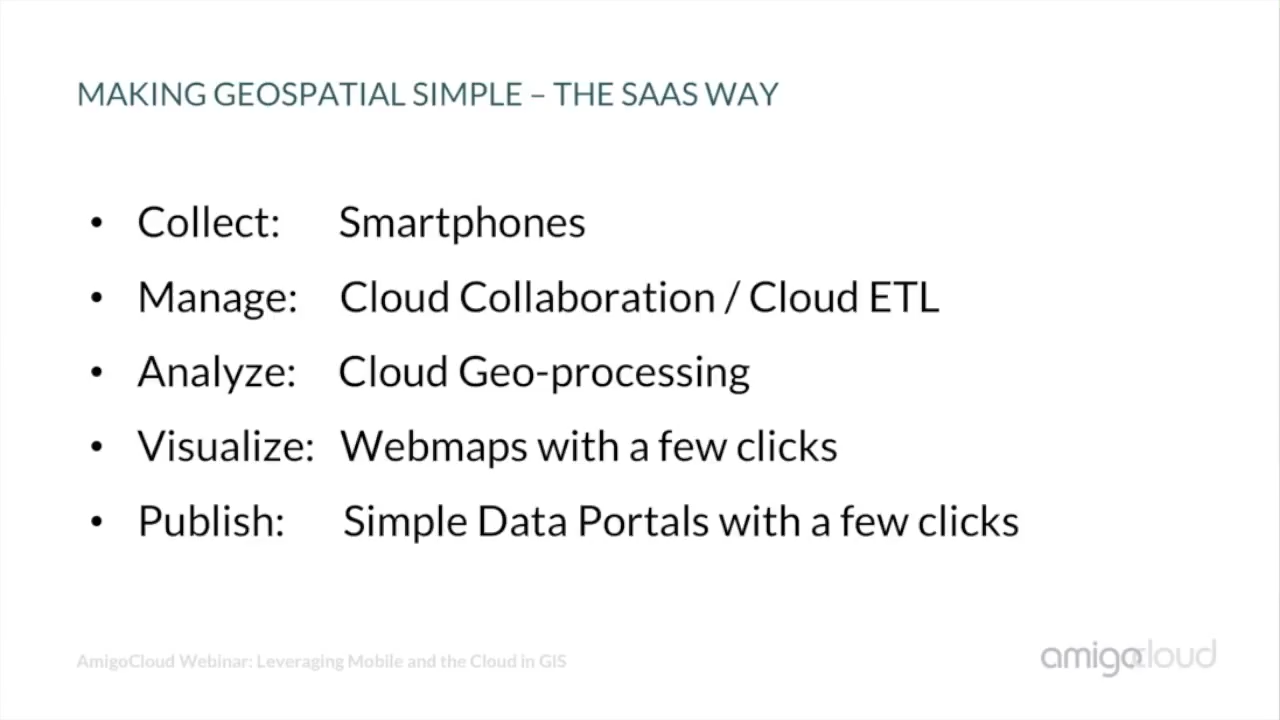 MAKING GEOSPATIAL SIMPLE – THE SAAS WAY
• Collect: Smartphones
• Manage: Cloud Collaboration / Cloud ETL
• Analyze: Cloud Geo-processing
• Visualize: Webmaps with a few clicks
• Publish: Simple Data Portals with a few clicks
AmigoCloud Webinar: Leveraging Mobile and the Cloud in GIS
amigocloud